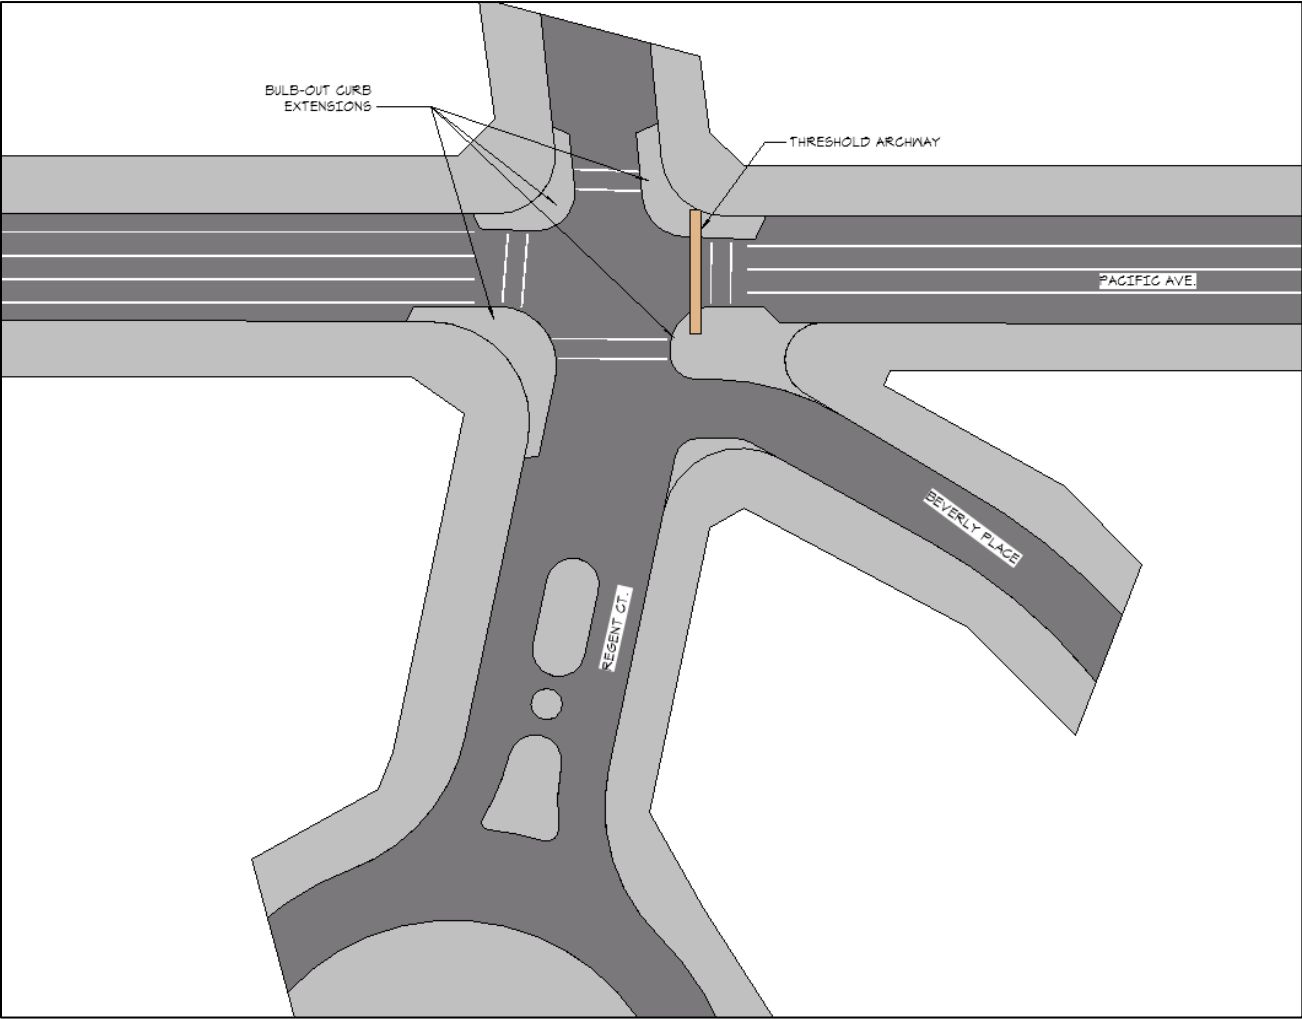 BULB-OUT CURB
EXTENSIONS
THRESHOLD ARCHWAY
PACIFIC AVE.
BEVERLY PLACE
REGENT CT.